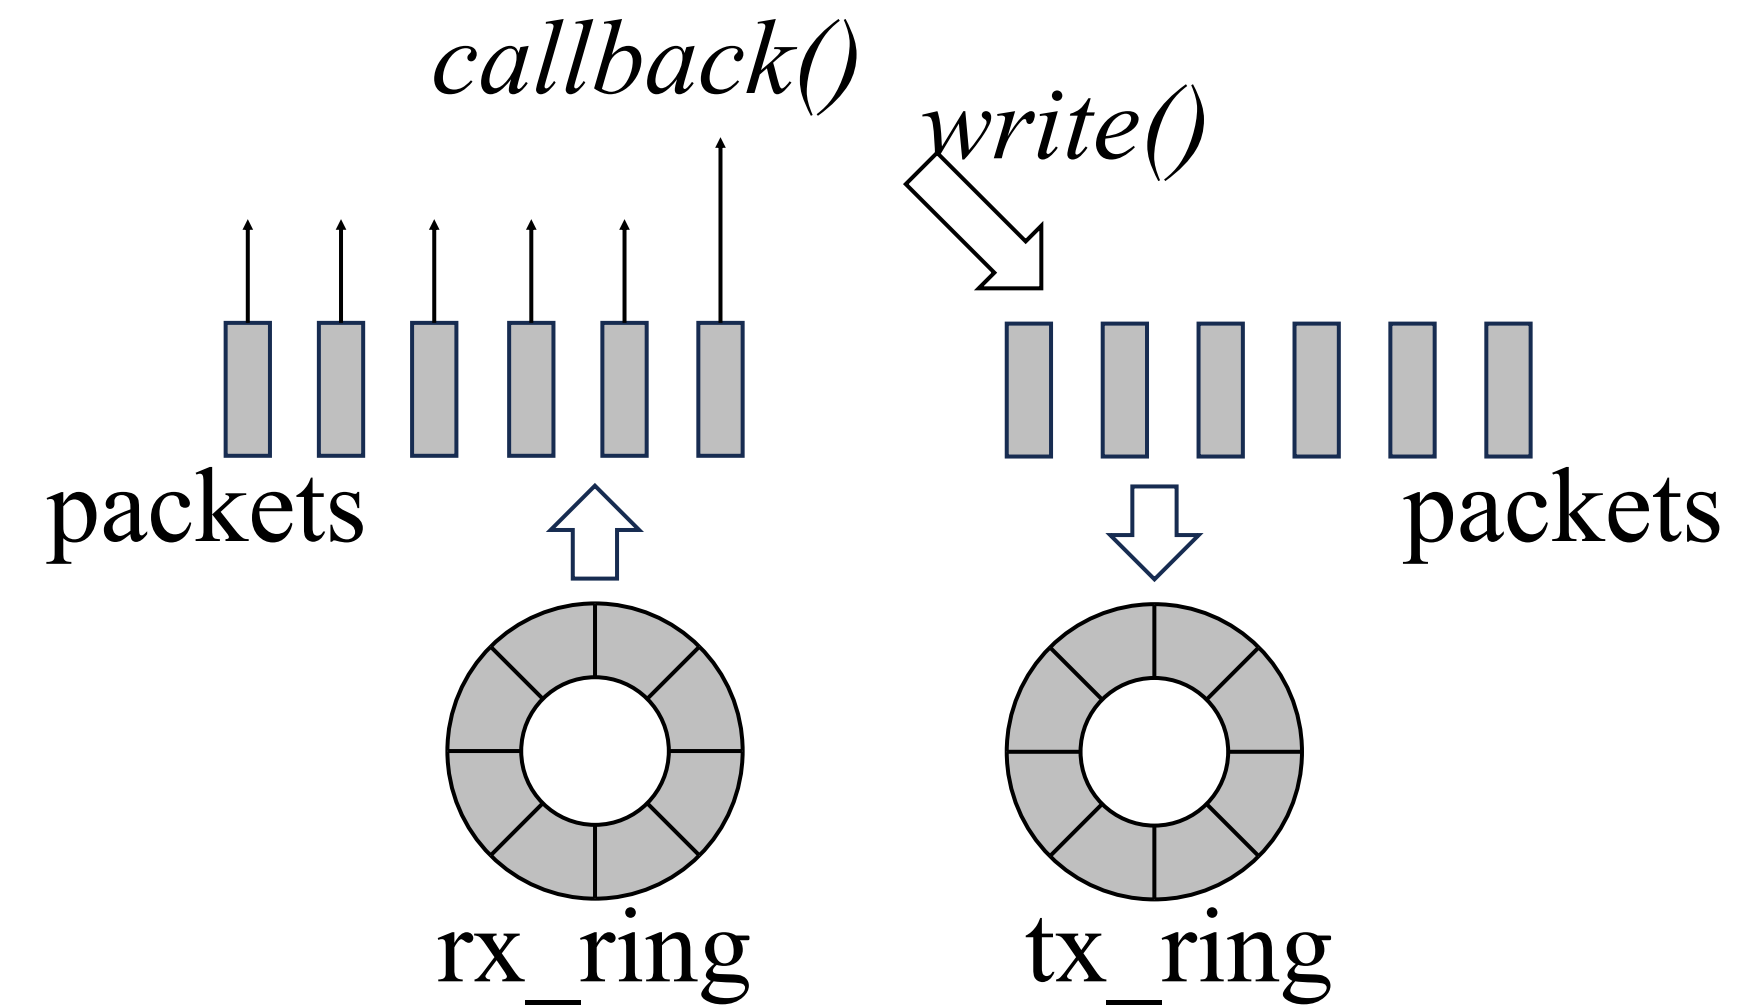 callback()
write()
packets
packets
rx_ring
tx_ring